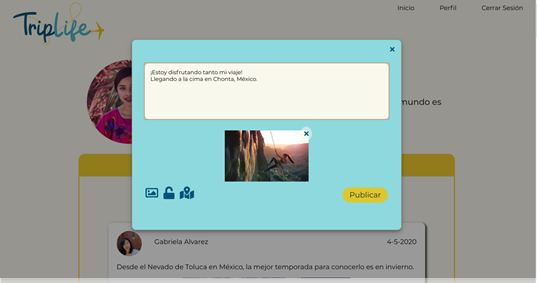 TripLife
Inicio
Perfil
Cerrar Sesión
×
¡Estoy disfrutando tanto mi viaje!
Llegando a la cima en Chonta, México.
mundo es
×
Publicar
Gabriela Alvarez
4-5-2020
Desde el Nevado de Toluca en México, la mejor temporada para conocerlo es en invierno.